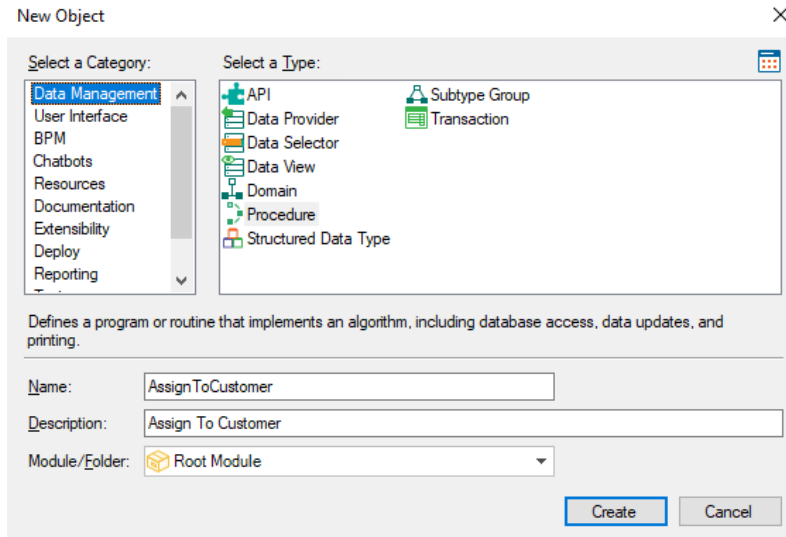 New Object
Select a Category:
Select a Type:
Data Management
User Interface
BPM
Chatbots
Resources
Documentation
Extensibility
Deploy
Reporting
API
Data Provider
Data Selector
Data View
Domain
Procedure
Structured Data Type
Subtype Group
Transaction
Defines a program or routine that implements an algorithm, including database access, data updates, and
printing.
Name:
AssignToCustomer
Description:
Assign To Customer
Module/Folder:
Root Module
Create
Cancel